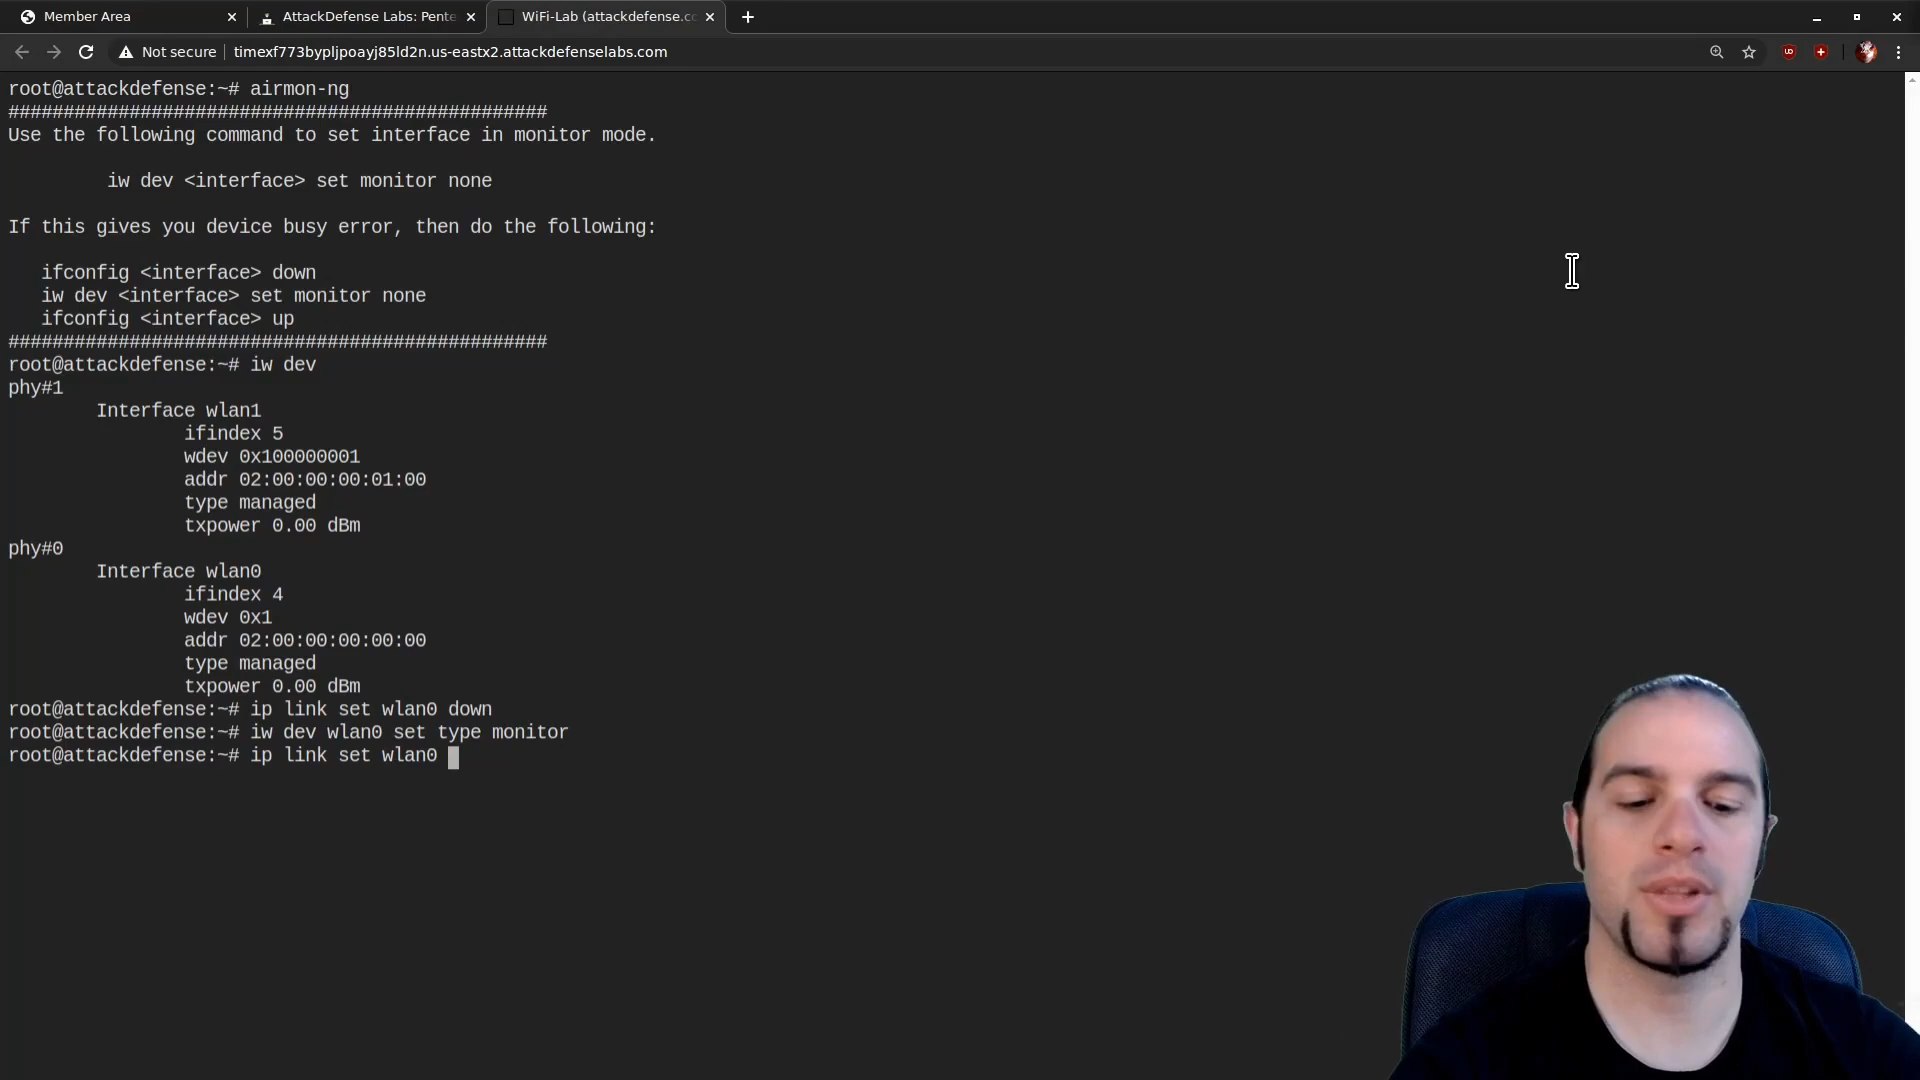 Member Area
AttackDefense Labs: Pente
WiFi-Lab (attackdefense.co
Not secure
timexf773bypljpoayj85ld2n.us-eastx2.attackdefenselabs.com
root@attackdefense:~# airmon-ng
#################################################
Use the following command to set interface in monitor mode.
iw dev <interface> set monitor none
If this gives you device busy error, then do the following:
ifconfig <interface> down
iw dev <interface> set monitor none
ifconfig <interface> up
#################################################
root@attackdefense:~# iw dev
phy#1
Interface wlan1
ifindex 5
wdev 0x100000001
addr 02:00:00:00:01:00
type managed
txpower 0.00 dBm
phy#0
Interface wlan0
ifindex 4
wdev 0x1
addr 02:00:00:00:00:00
type managed
txpower 0.00 dBm
root@attackdefense:~# ip link set wlan0 down
root@attackdefense:~# iw dev wlan0 set type monitor
root@attackdefense:~# ip link set wlan0